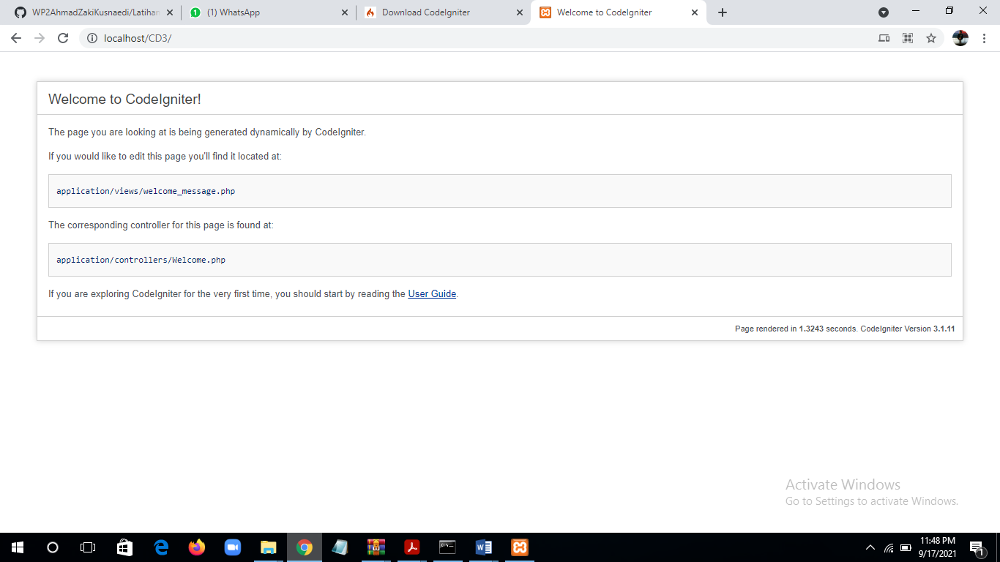 WP2AhmadZakiKusnaedi/Latihan
(1) WhatsApp
Download CodeIgniter
Welcome to CodeIgniter
localhost/CD3/
Welcome to CodeIgniter!
The page you are looking at is being generated dynamically by CodeIgniter.
If you would like to edit this page you'll find it located at:
application/views/welcome_message.php
The corresponding controller for this page is found at:
application/controllers/Welcome.php
If you are exploring CodeIgniter for the very first time, you should start by reading the User Guide.
Page rendered in 1.3243 seconds. CodeIgniter Version 3.1.11
Activate Windows
Go to Settings to activate Windows.
11:48 PM
9/17/2021
1